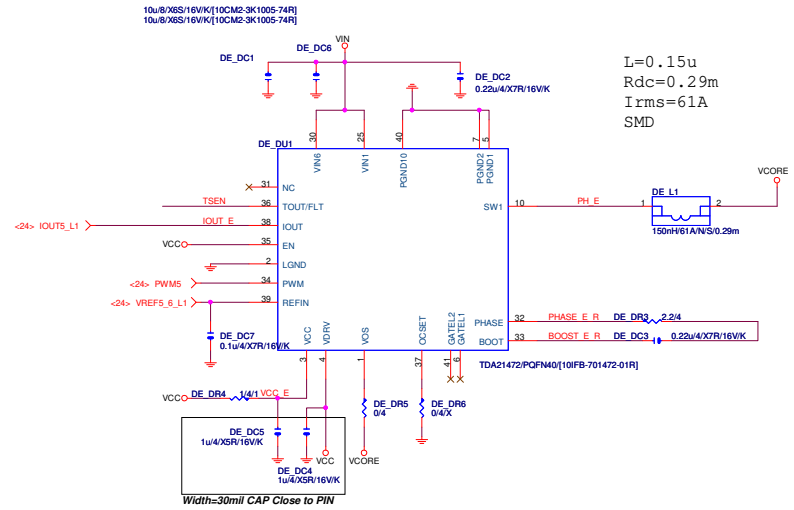 10u/8/X6S/16V/K/[10CM2-3K1005-74R]
10u/8/X6S/16V/K/[10CM2-3K1005-74R]
VIN
DE_DC1
DE_DC6
DE_DC2
0.22u/4/X7R/16V/K
L=0.15u
Rdc=0.29m
Irms=61A
SMD
DE_DU1
30
25
40
7
5
VIN6
VIN1
PGND10
PGND2
PGND1
VCORE
31
NC
TSEN
36
TOUT/FLT
SW1
10
PH_E
1
DE_L1
2
150nH/61A/N/S/0.29m
<24> IOUT5_L1
IOUT_E
38
IOUT
VCC
35
EN
2
LGND
<24> PWM5
34
PWM
<24> VREF5_6_L1
39
REFIN
DE_DC7
0.1u/4/X7R/16V/K
PHASE
32
PHASE_E_R
DE_DR3
2.2/4
BOOT
33
BOOST_E_R
DE_DC3
0.22u/4/X7R/16V/K
VCC
VDRV
VOS
OCSET
GATEL2
GATEL1
3
4
1
37
41
6
TDA21472/PQFN40/[10IFB-701472-01R]
VCC
DE_DR4
1/4/1
VCC_E
DE_DR5
0/4
DE_DR6
0/4/X
DE_DC5
1u/4/X5R/16V/K
DE_DC4
1u/4/X5R/16V/K
VCC
VCORE
Width=30mil CAP Close to PIN